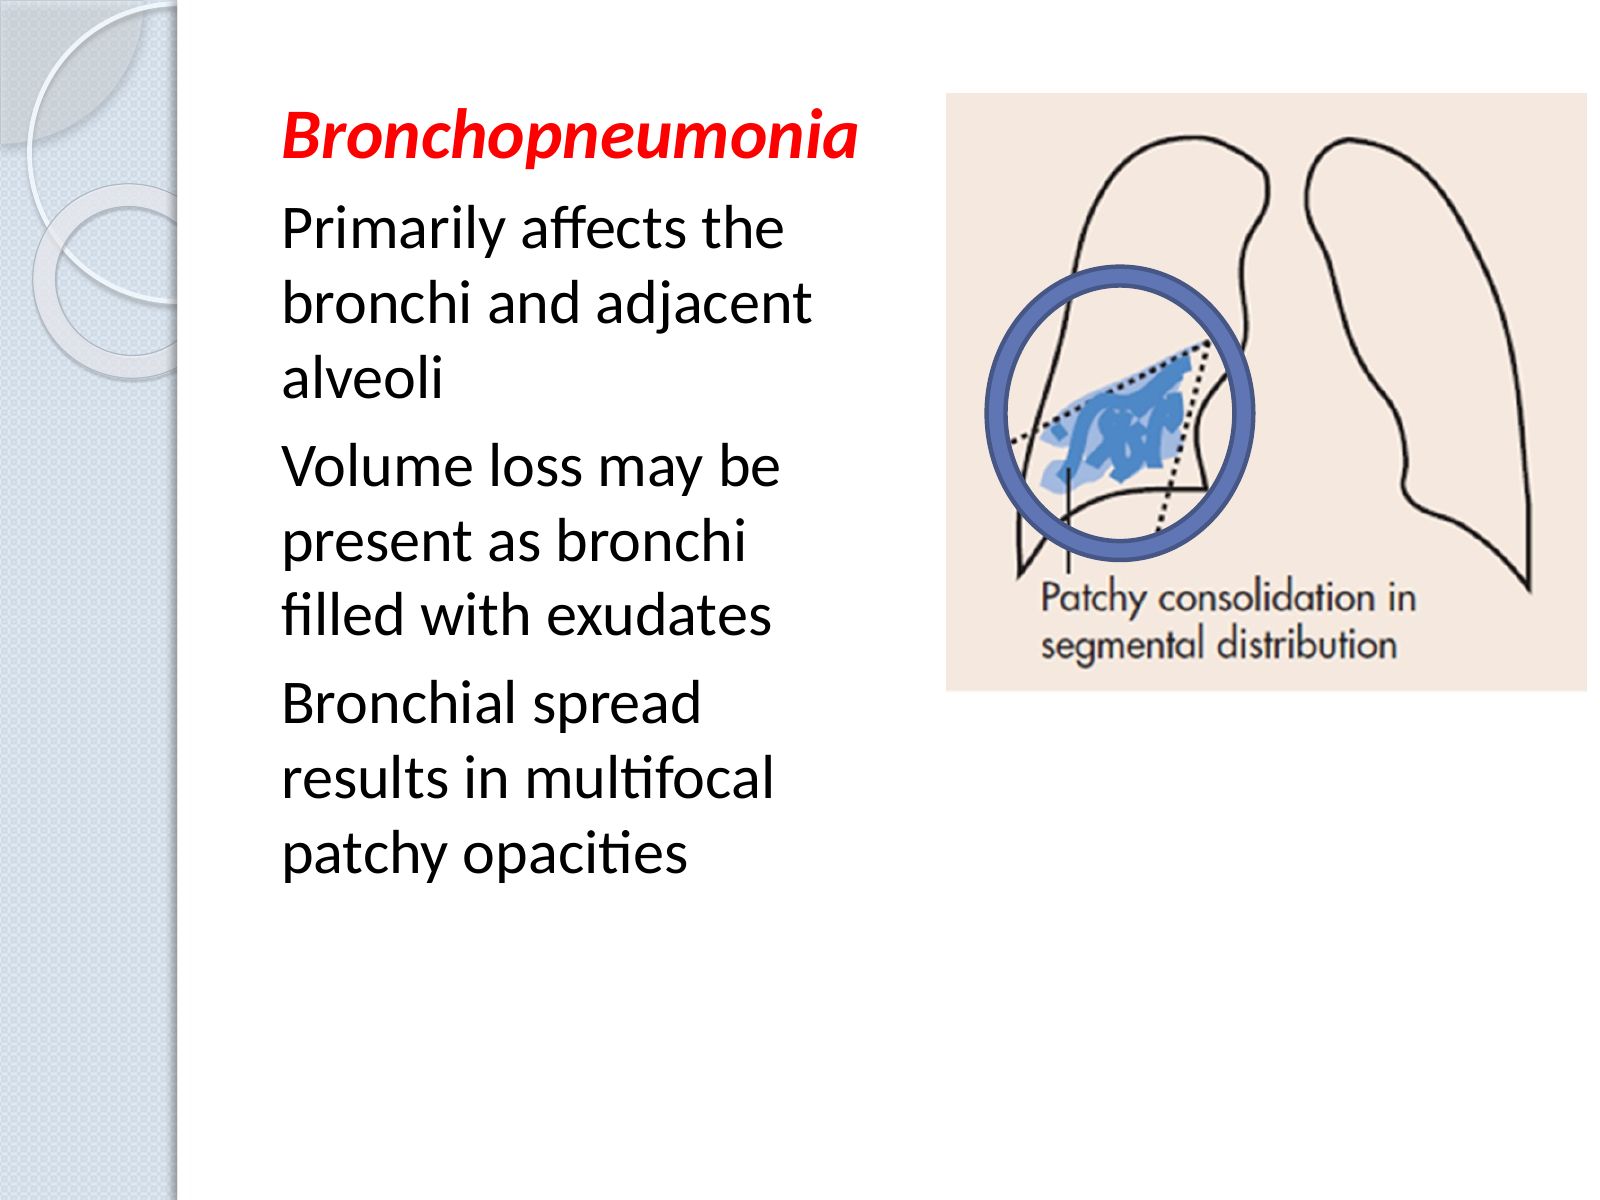 Bronchopneumonia
Primarily affects the
bronchi and adjacent
alveoli
Volume loss may be
present as bronchi
filled with exudates
Bronchial spread
results in multifocal
patchy opacities
Patchy consolidation in
segmental distribution